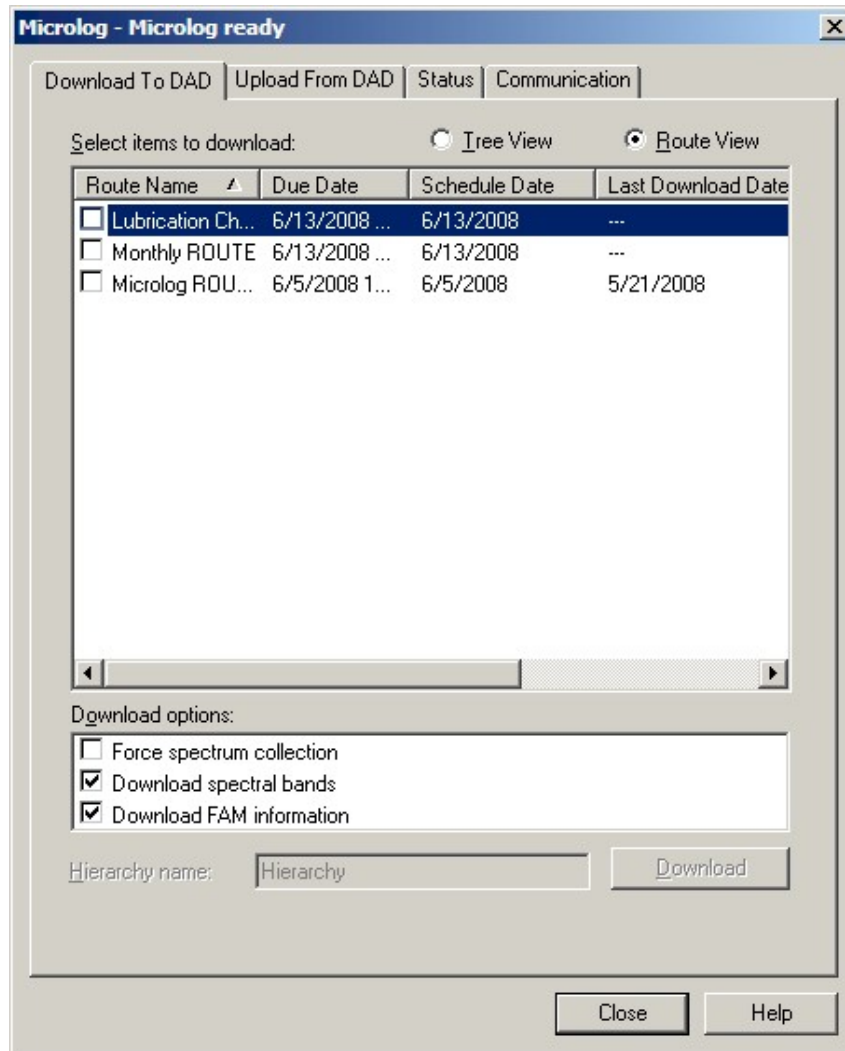 Microlog - Microlog ready
Download To DAD Upload From DAD Status Communication
Select items to download: Tree View Route View
Route Name Due Date Schedule Date Last Download Date
Lubrication Ch... 6/13/2008 ... 6/13/2008 ---
Monthly ROUTE 6/13/2008 ... 6/13/2008 ---
Microlog ROU... 6/5/2008 1... 6/5/2008 5/21/2008
Download options:
Force spectrum collection
Download spectral bands
Download FAM information
Hierarchy name: Hierarchy Download
Close Help